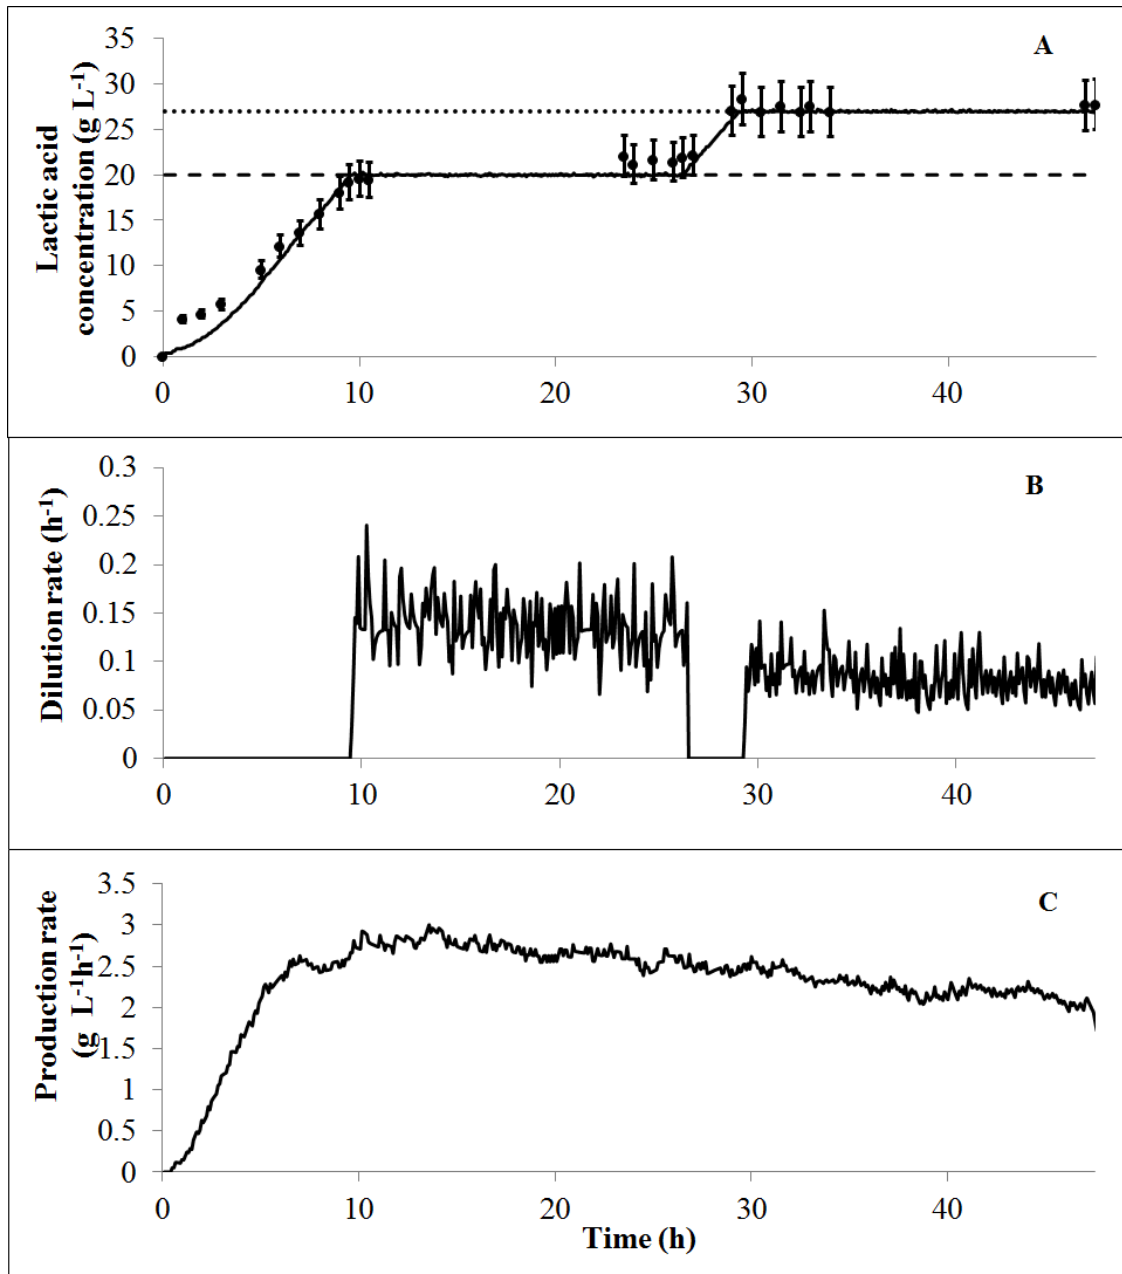 A
Lactic acid
concentration (g L-1)
35
30
25
20
15
10
5
0
0 10 20 30 40
B
Dilution rate (h-1)
0.3
0.25
0.2
0.15
0.1
0.05
0
0 10 20 30 40
C
Production rate
(g L-1h-1)
3.5
3
2.5
2
1.5
1
0.5
0
0 10 20 30 40
Time (h)